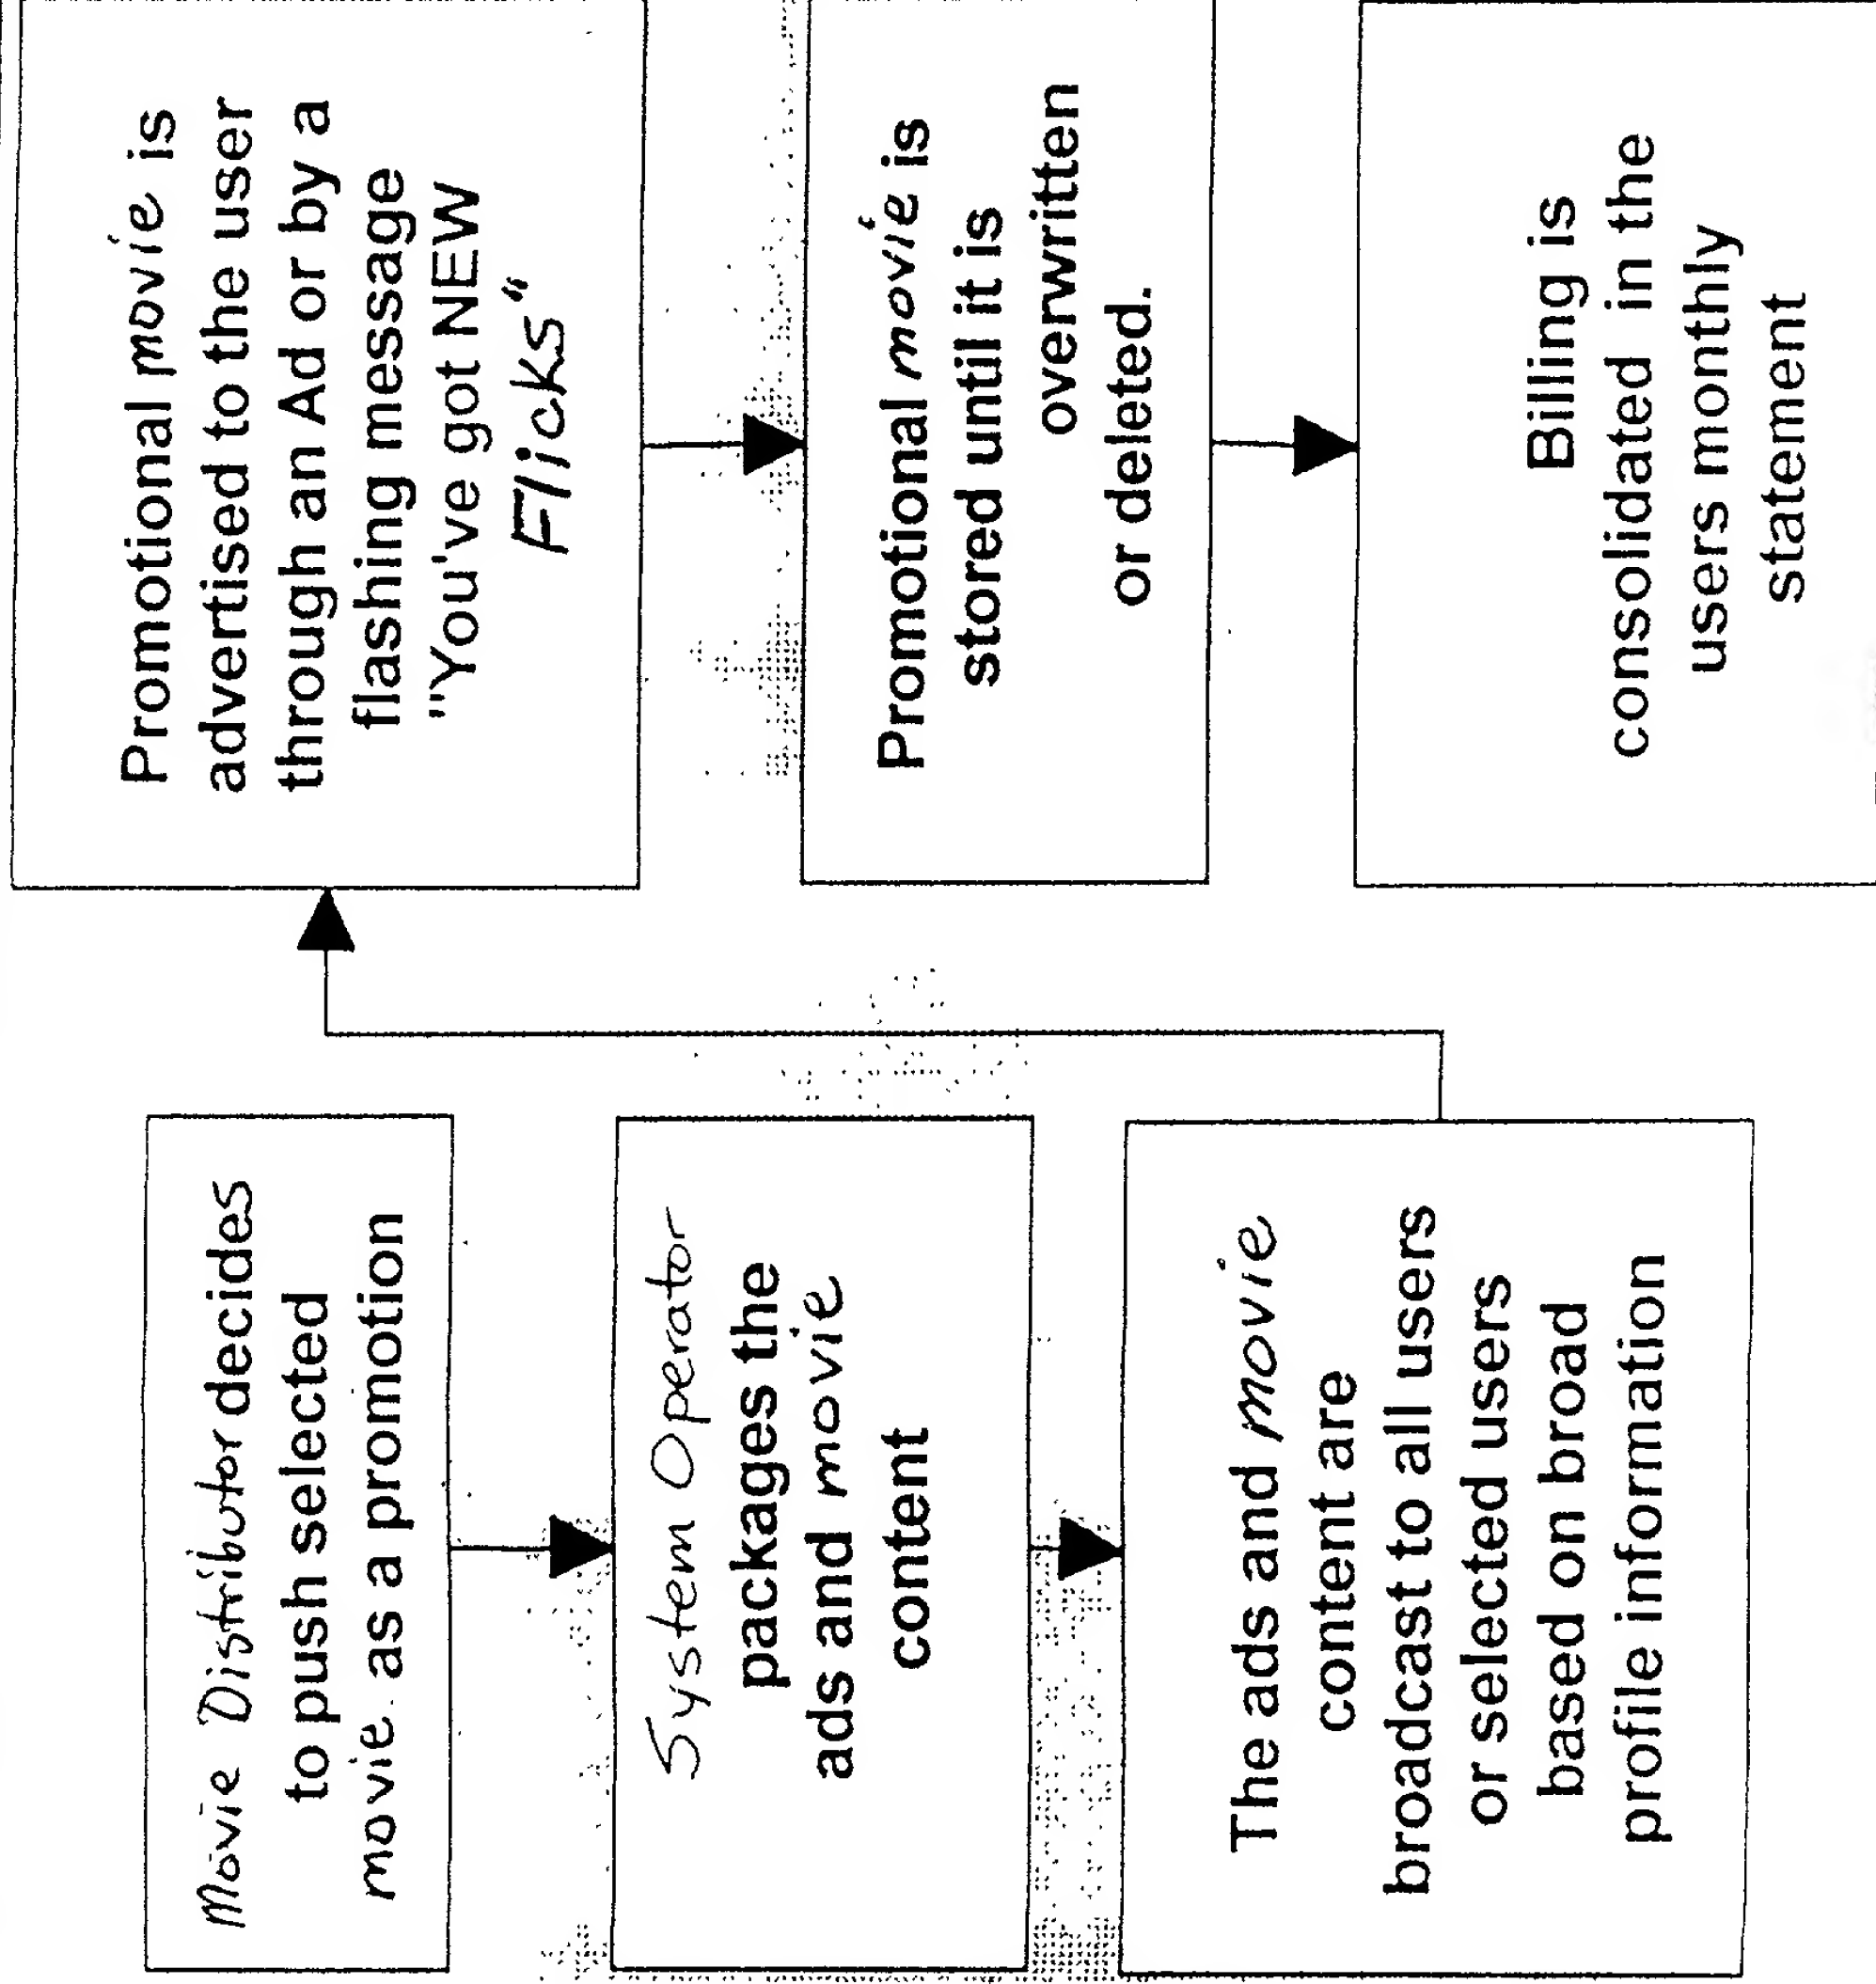 Movie Distributor decides
to push selected
movie as a promotion
System Operator
packages the
ads and movie
content
The ads and movie
content are
broadcast to all users
or selected users
based on broad
profile information
Promotional movie is
advertised to the user
through an Ad or by a
flashing message
"You've got NEW
Flicks"
Promotional movie is
stored until it is
overwritten
or deleted.
Billing is
consolidated in the
users monthly
statement